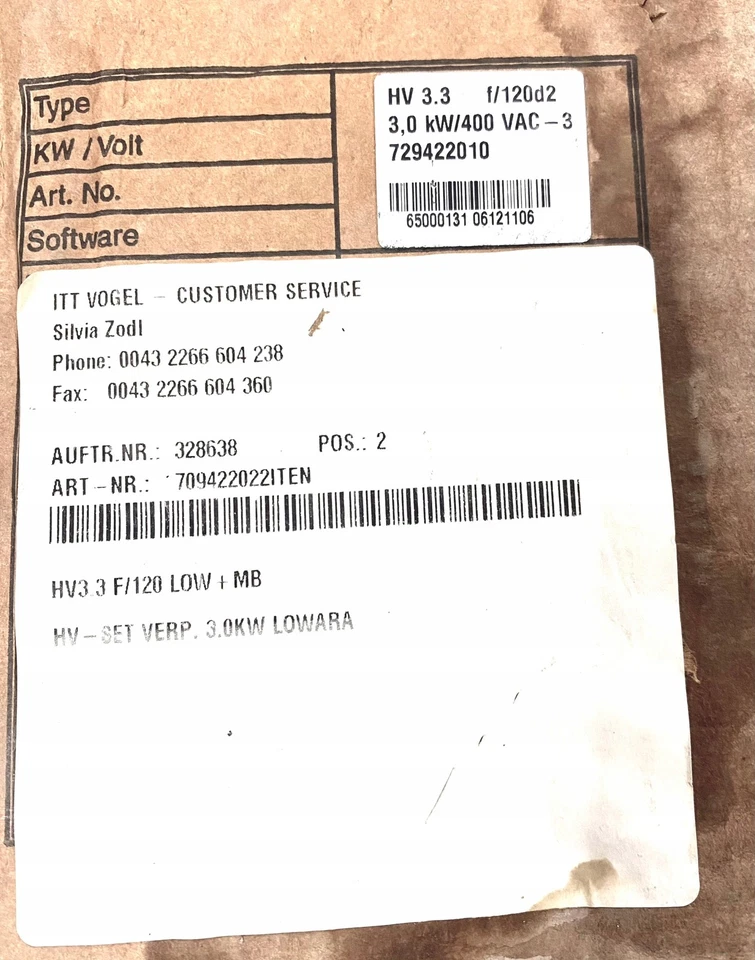 Type
KW / Volt
Art. No.
Software
HV 3.3 f/120d2
3,0 kW/400 VAC – 3
729422010
65000131 06121106
ITT VOGEL – CUSTOMER SERVICE
Silvia Zodl
Phone: 0043 2266 604 238
Fax: 0043 2266 604 360
AUFTR.NR.: 328638 POS.: 2
ART – NR.: 709422022ITEN
HV3.3 F/120 LOW + MB
HV – SET VERP. 3.0KW LOWARA